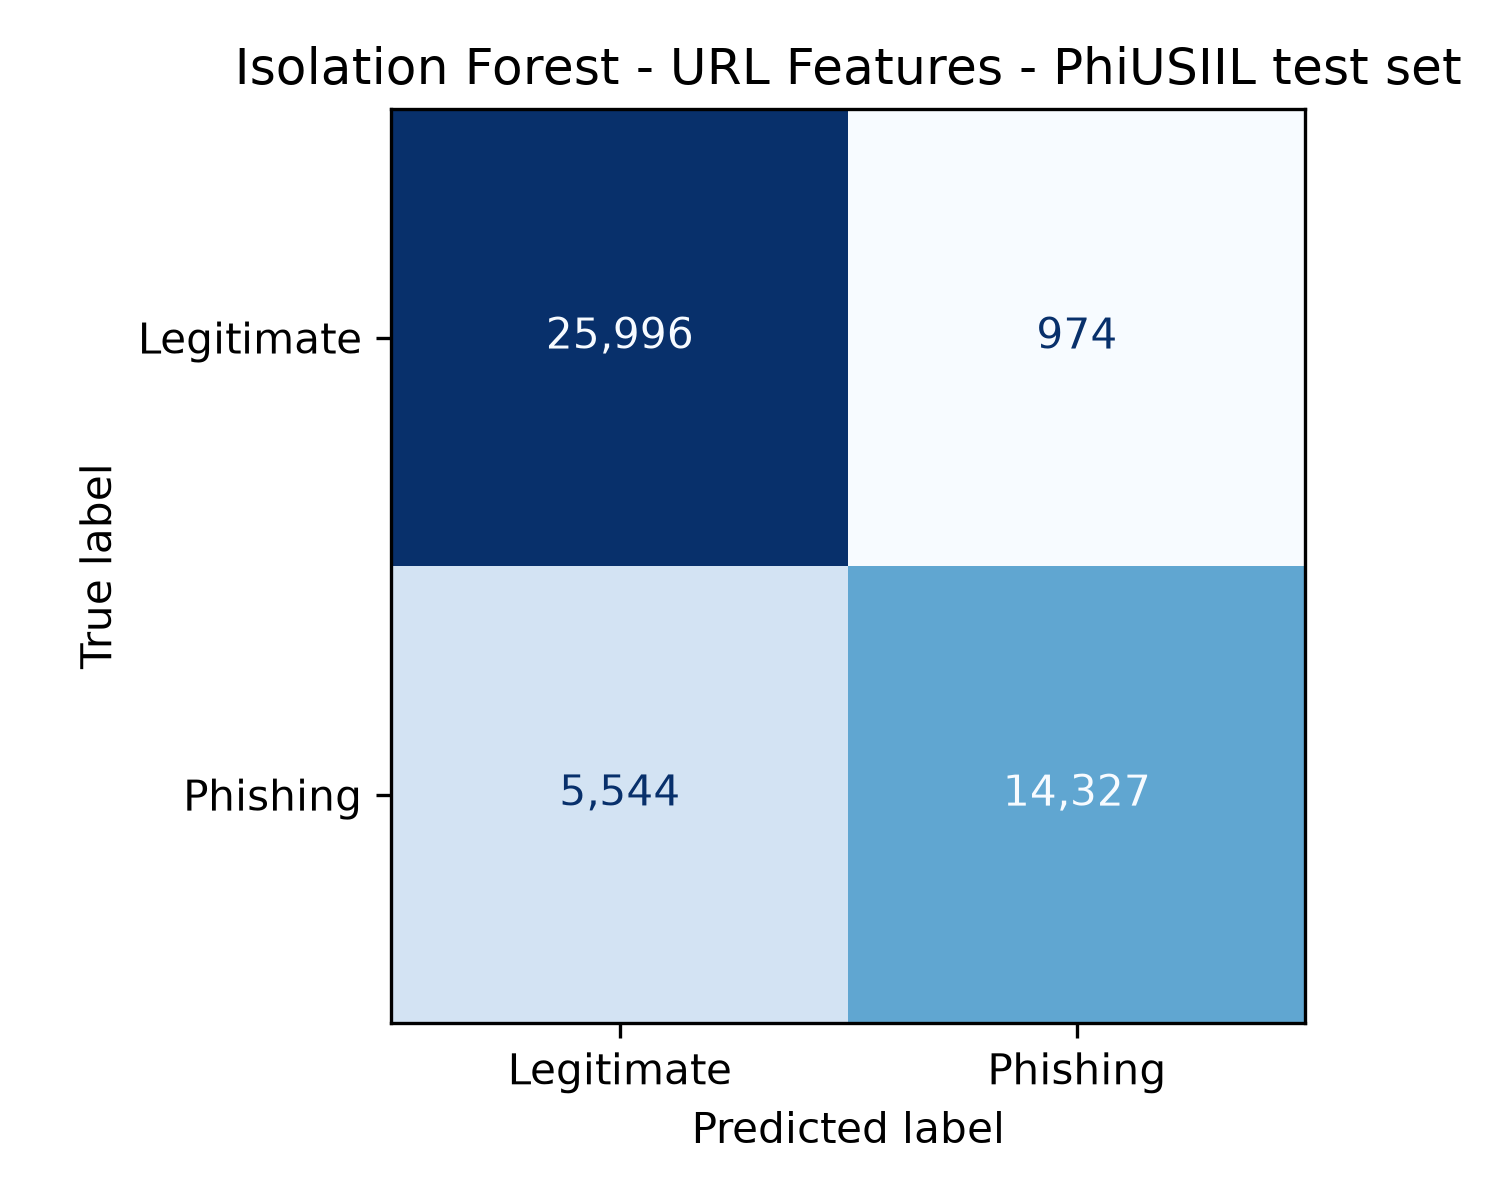 Isolation Forest - URL Features - PhiUSIIL test set
25,996
974
Legitimate
True label
5,544
14,327
Phishing
Legitimate
Phishing
Predicted label